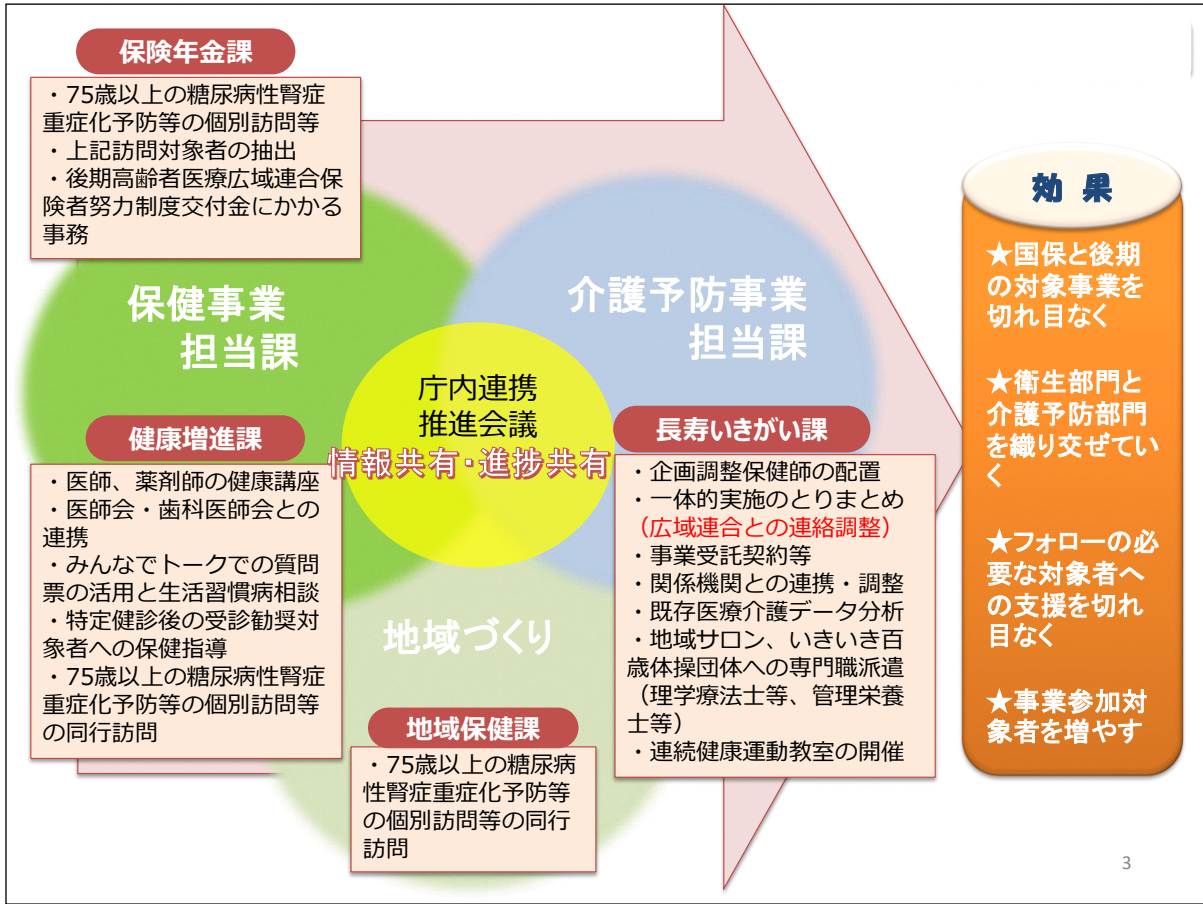 保険年金課
・75歳以上の糖尿病性腎症
重症化予防等の個別訪問等
・上記訪問対象者の抽出
・後期高齢者医療広域連合保
険者努力制度交付金にかかる
事務
保健事業
担当課
介護予防事業
担当課
庁内連携
推進会議
情報共有・進捗共有
健康増進課
・医師、薬剤師の健康講座
・医師会・歯科医師会との
連携
・みんなでトークでの質問
票の活用と生活習慣病相談
・特定健診後の受診勧奨対
象者への保健指導
・75歳以上の糖尿病性腎症
重症化予防等の個別訪問等
の同行訪問
長寿いきがい課
・企画調整保健師の配置
・一体的実施のとりまとめ
（広域連合との連絡調整）
・事業受託契約等
・関係機関との連携・調整
・既存医療介護データ分析
・地域サロン、いきいき百
歳体操団体への専門職派遣
（理学療法士等、管理栄養
士等）
・連続健康運動教室の開催
地域づくり
地域保健課
・75歳以上の糖尿病
性腎症重症化予防等
の個別訪問等の同行
訪問
効果
★国保と後期
の対象事業を
切れ目なく
★衛生部門と
介護予防部門
を織り交ぜてい
く
★フォローの必
要な対象者へ
の支援を切れ
目なく
★事業参加対
象者を増やす
3